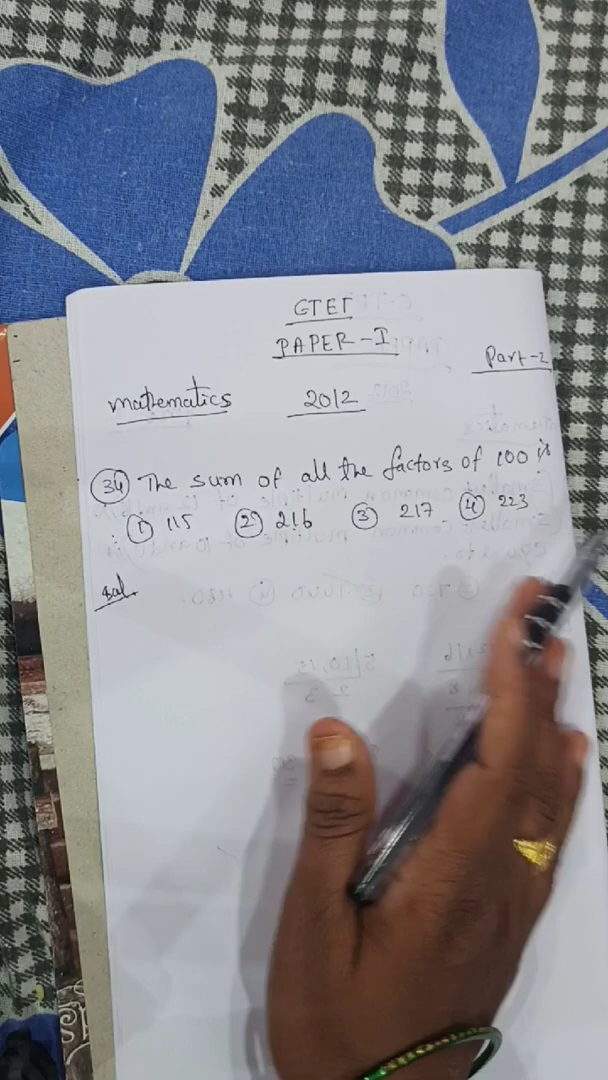 CTET
PAPER-I
Part-2
mathematics 2012
34 The sum of all the factors of 100 is
1 115 2 216 3 217 4 223
Sol.